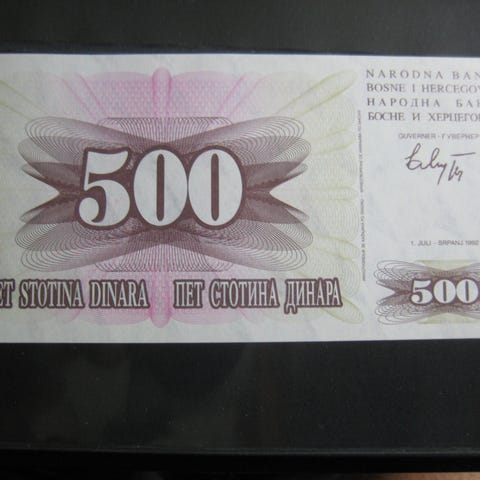 NARODNA BAN
BOSNE I HERCEGOV
НАРОДНА БАН
БОСНЕ И ХЕРЦЕГОВ
GUVERNER - ГУВЕРНЕР
500
1. JULI - SRPANJ 1992
ET STOTINA DINARA ПЕТ СТОТИНА ДИНАРА
500